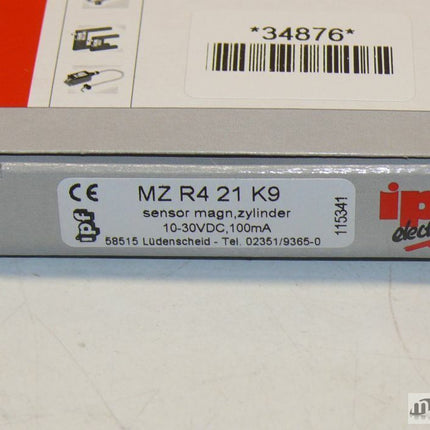 *34876*
CE
ipf
MZ R4 21 K9
sensor magn,zylinder
10-30VDC,100mA
58515 Lüdenscheid - Tel. 02351/9365-0
115341